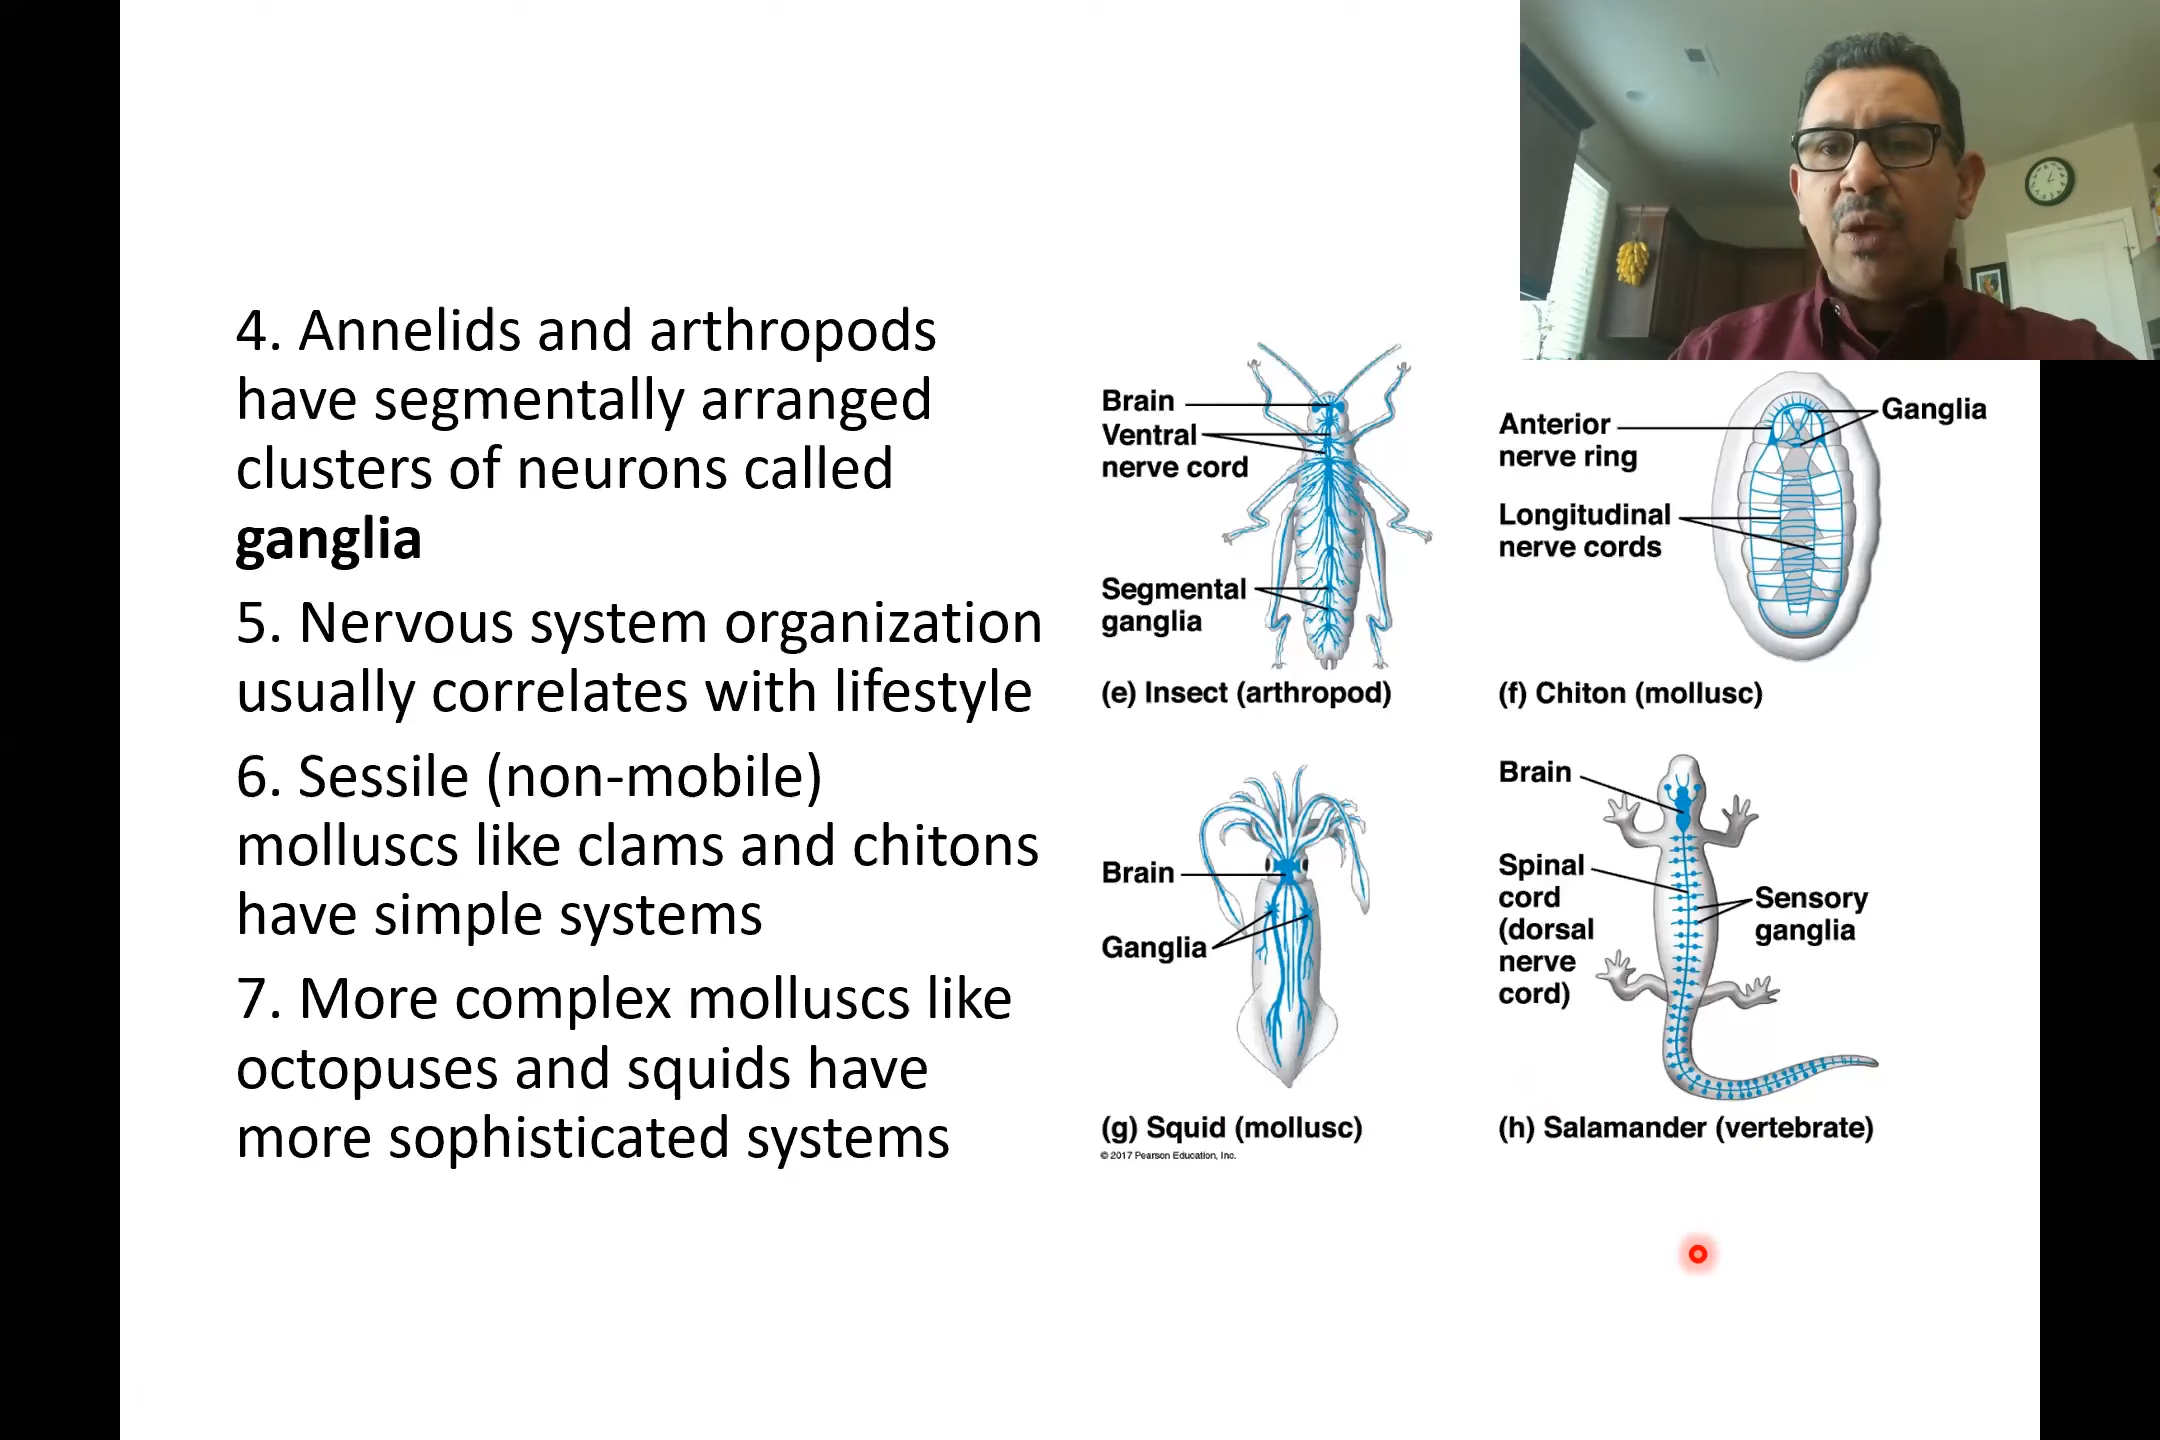 4. Annelids and arthropods
have segmentally arranged
clusters of neurons called
ganglia
5. Nervous system organization
usually correlates with lifestyle
6. Sessile (non-mobile)
molluscs like clams and chitons
have simple systems
7. More complex molluscs like
octopuses and squids have
more sophisticated systems
Brain
Ventral
nerve cord
Segmental
ganglia
(e) Insect (arthropod)
Anterior
nerve ring
Ganglia
Longitudinal
nerve cords
(f) Chiton (mollusc)
Brain
Ganglia
(g) Squid (mollusc)
© 2017 Pearson Education, Inc.
Brain
Spinal
cord
(dorsal
nerve
cord)
Sensory
ganglia
(h) Salamander (vertebrate)